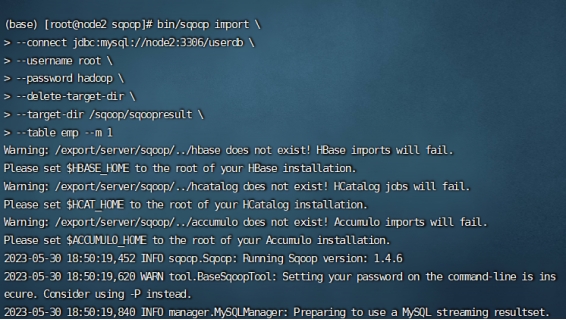 (base) [root@node2 sqoop]# bin/sqoop import \
> --connect jdbc:mysql://node2:3306/userdb \
> --username root \
> --password hadoop \
> --delete-target-dir \
> --target-dir /sqoop/sqoopresult \
> --table emp --m 1
Warning: /export/server/sqoop/../hbase does not exist! HBase imports will fail.
Please set $HBASE_HOME to the root of your HBase installation.
Warning: /export/server/sqoop/../hcatalog does not exist! HCatalog jobs will fail.
Please set $HCAT_HOME to the root of your HCatalog installation.
Warning: /export/server/sqoop/../accumulo does not exist! Accumulo imports will fail.
Please set $ACCUMULO_HOME to the root of your Accumulo installation.
2023-05-30 18:50:19,452 INFO sqoop.Sqoop: Running Sqoop version: 1.4.6
2023-05-30 18:50:19,620 WARN tool.BaseSqoopTool: Setting your password on the command-line is ins
ecure. Consider using -P instead.
2023-05-30 18:50:19,840 INFO manager.MySQLManager: Preparing to use a MySQL streaming resultset.